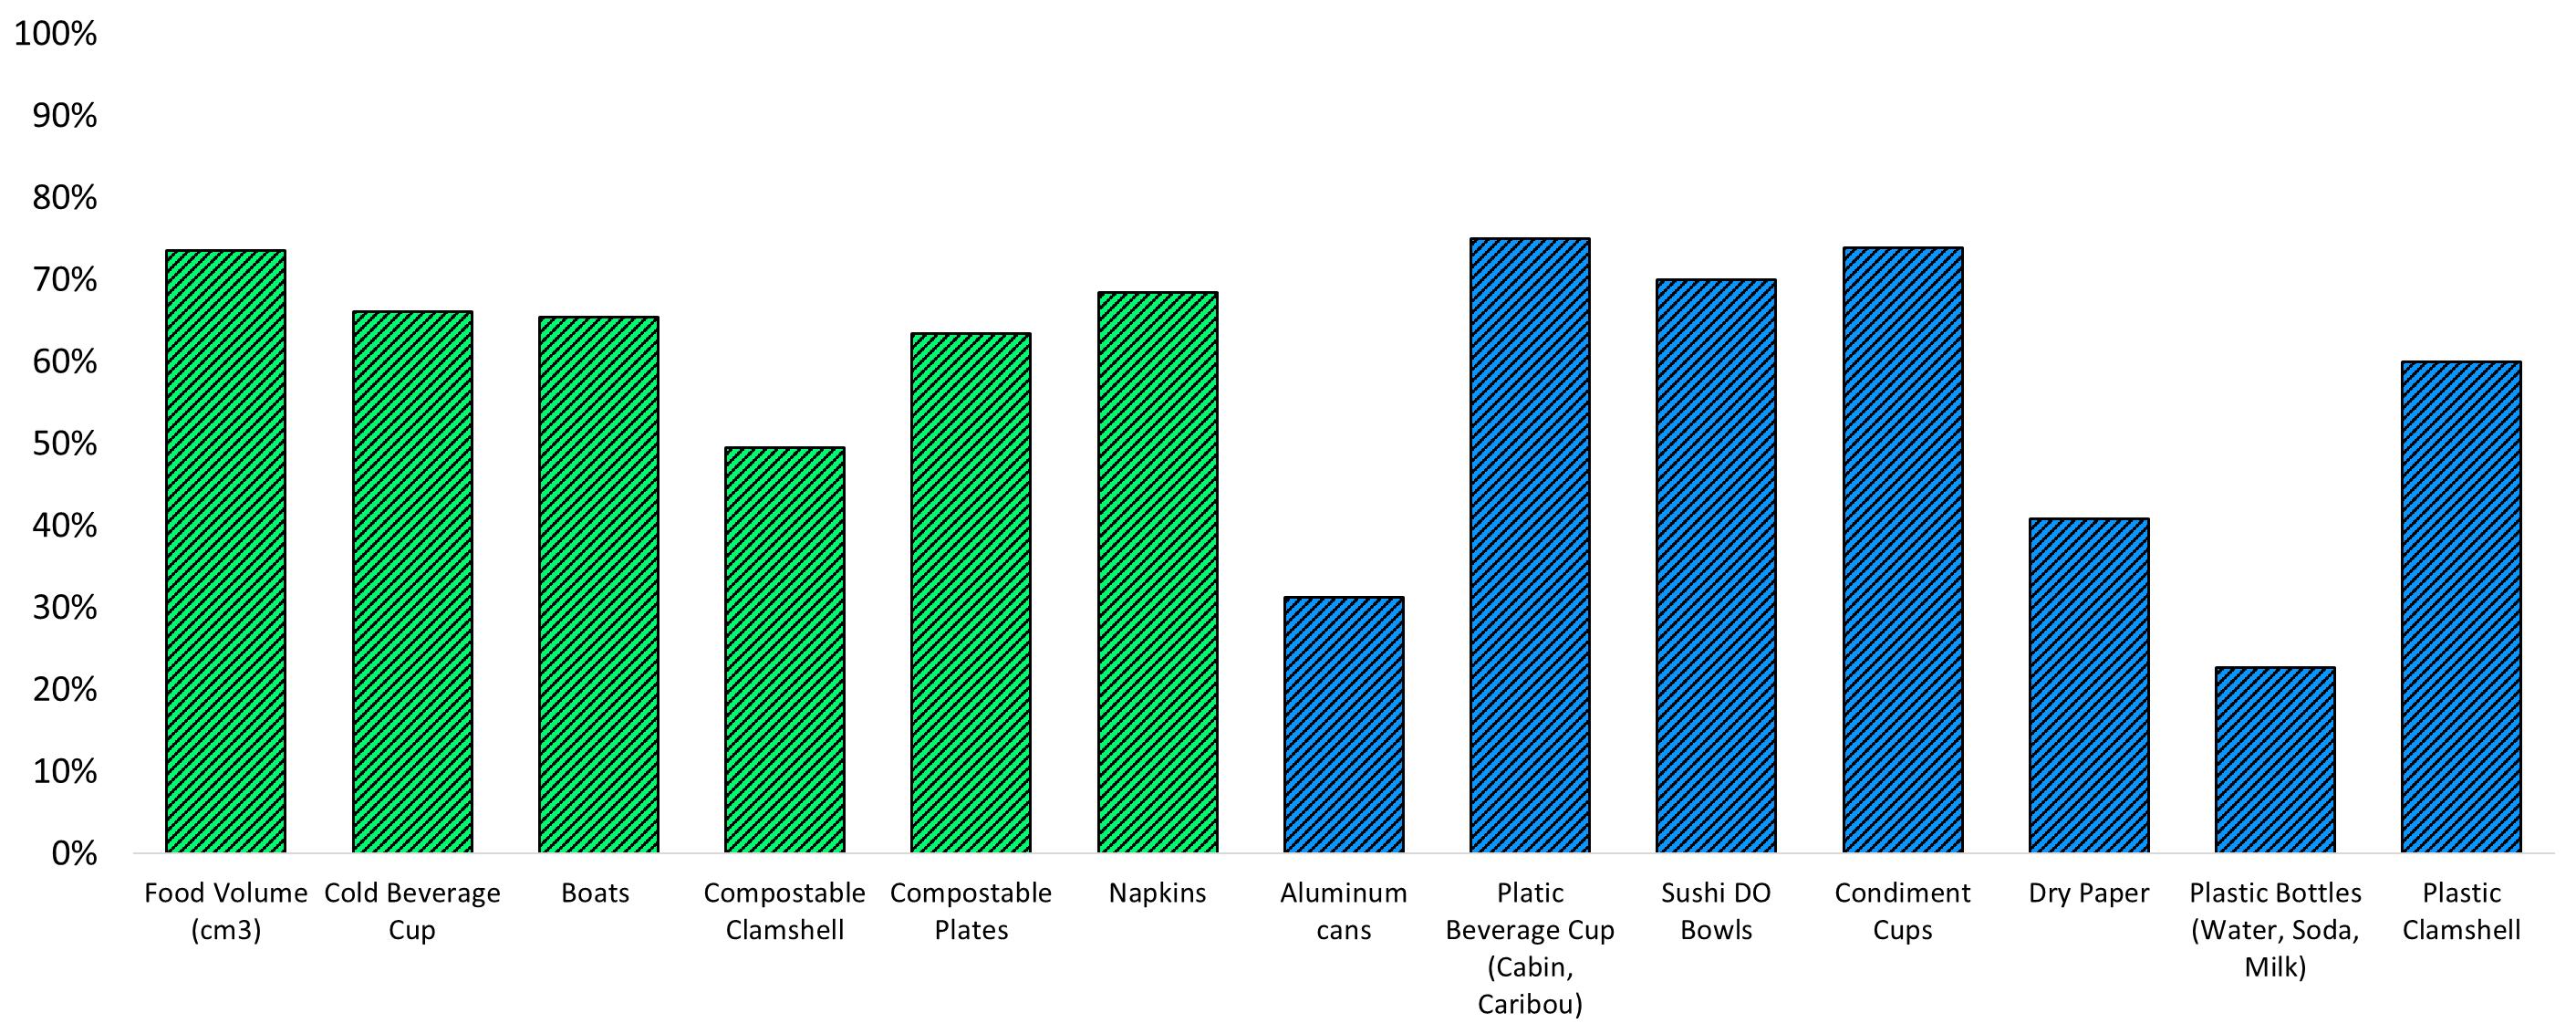 100%
90%
80%
70%
60%
50%
40%
30%
20%
10%
0%
Food Volume
(cm3)
Cold Beverage
Cup
Boats
Compostable
Clamshell
Compostable
Plates
Napkins
Aluminum
cans
Platic
Beverage Cup
(Cabin,
Caribou)
Sushi DO
Bowls
Condiment
Cups
Dry Paper
Plastic Bottles
(Water, Soda,
Milk)
Plastic
Clamshell